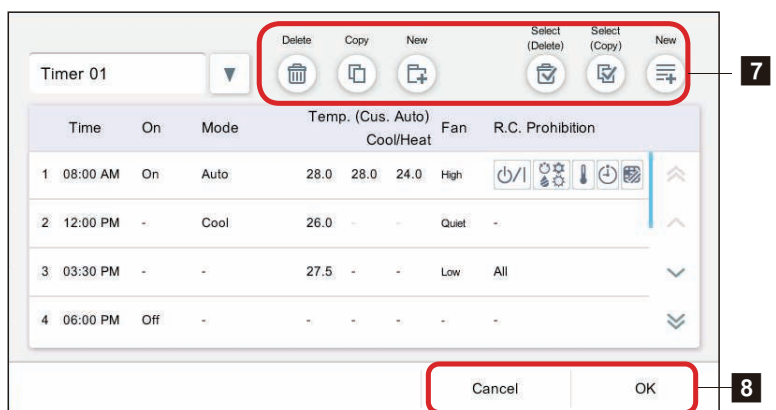 Delete Copy New Select (Delete) Select (Copy) New
Timer 01 ▼ 7
Time On Mode Temp. (Cus. Auto) Cool/Heat Fan R.C. Prohibition
1 08:00 AM On Auto 28.0 28.0 24.0 High
2 12:00 PM - Cool 26.0 - - Quiet -
3 03:30 PM - - 27.5 - - Low All
4 06:00 PM Off - - - - - -
Cancel OK 8